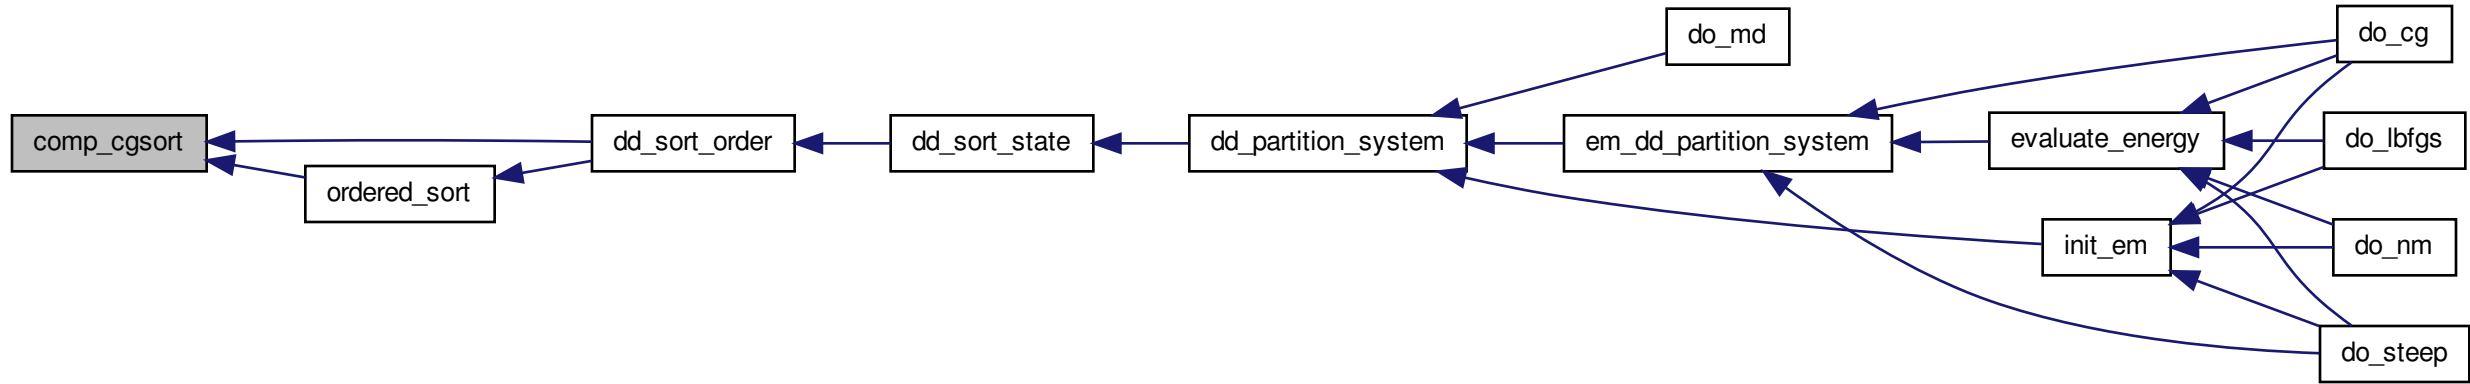 comp_cgsort
ordered_sort
dd_sort_order
dd_sort_state
dd_partition_system
do_md
em_dd_partition_system
evaluate_energy
init_em
do_cg
do_lbfgs
do_nm
do_steep